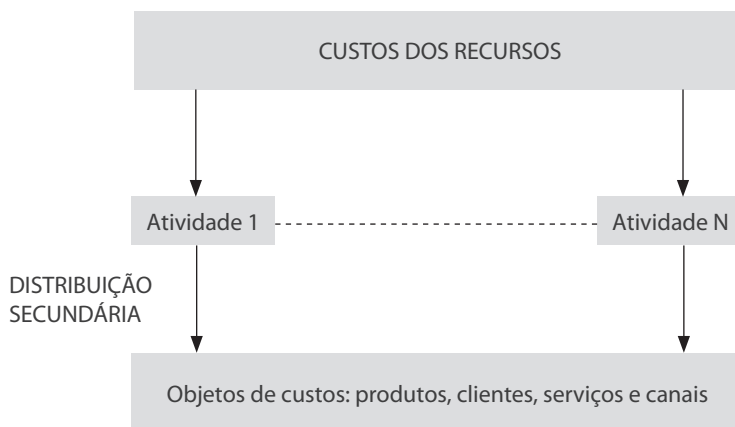 CUSTOS DOS RECURSOS
Atividade 1
Atividade N
DISTRIBUIÇÃO
SECUNDÁRIA
Objetos de custos: produtos, clientes, serviços e canais